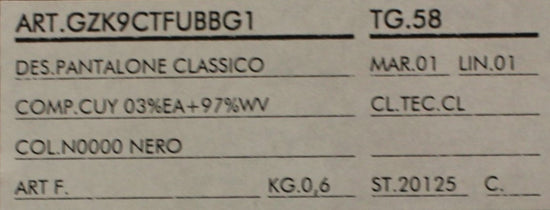 ART.GZK9CTFUBBG1 TG.58
DES.PANTALONE CLASSICO MAR.01 LIN.01
COMP.CUY 03%EA+97%WV CL.TEC.CL
COL.N0000 NERO
ART F. KG.0,6 ST.20125 C.